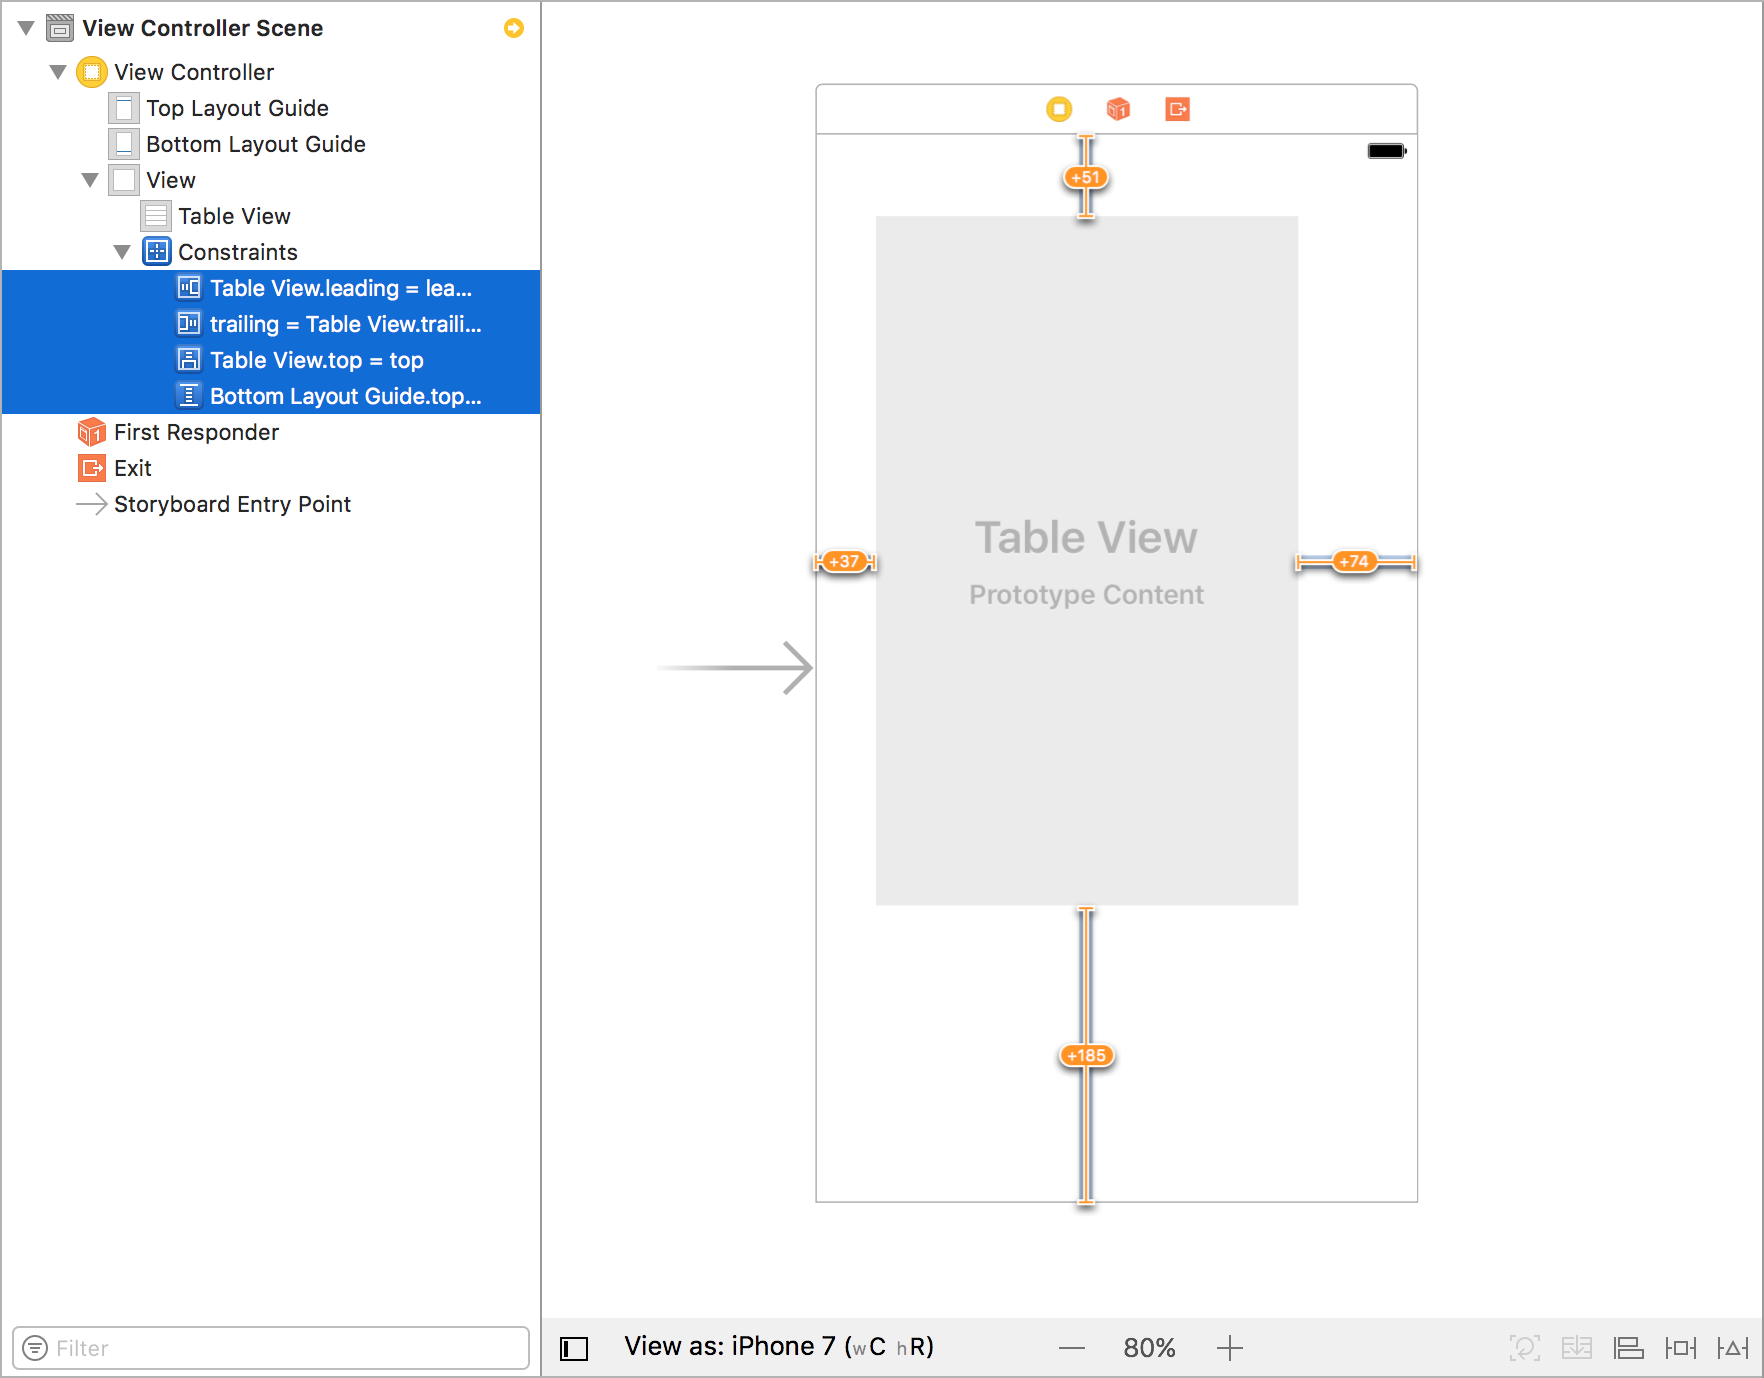 View Controller Scene
View Controller
Top Layout Guide
Bottom Layout Guide
View
Table View
Constraints
Table View.leading = lea...
trailing = Table View.traili...
Table View.top = top
Bottom Layout Guide.top...
First Responder
Exit
Storyboard Entry Point
Filter
+51
Table View
+37
+74
Prototype Content
+185
View as: iPhone 7 (wC hR)
80%